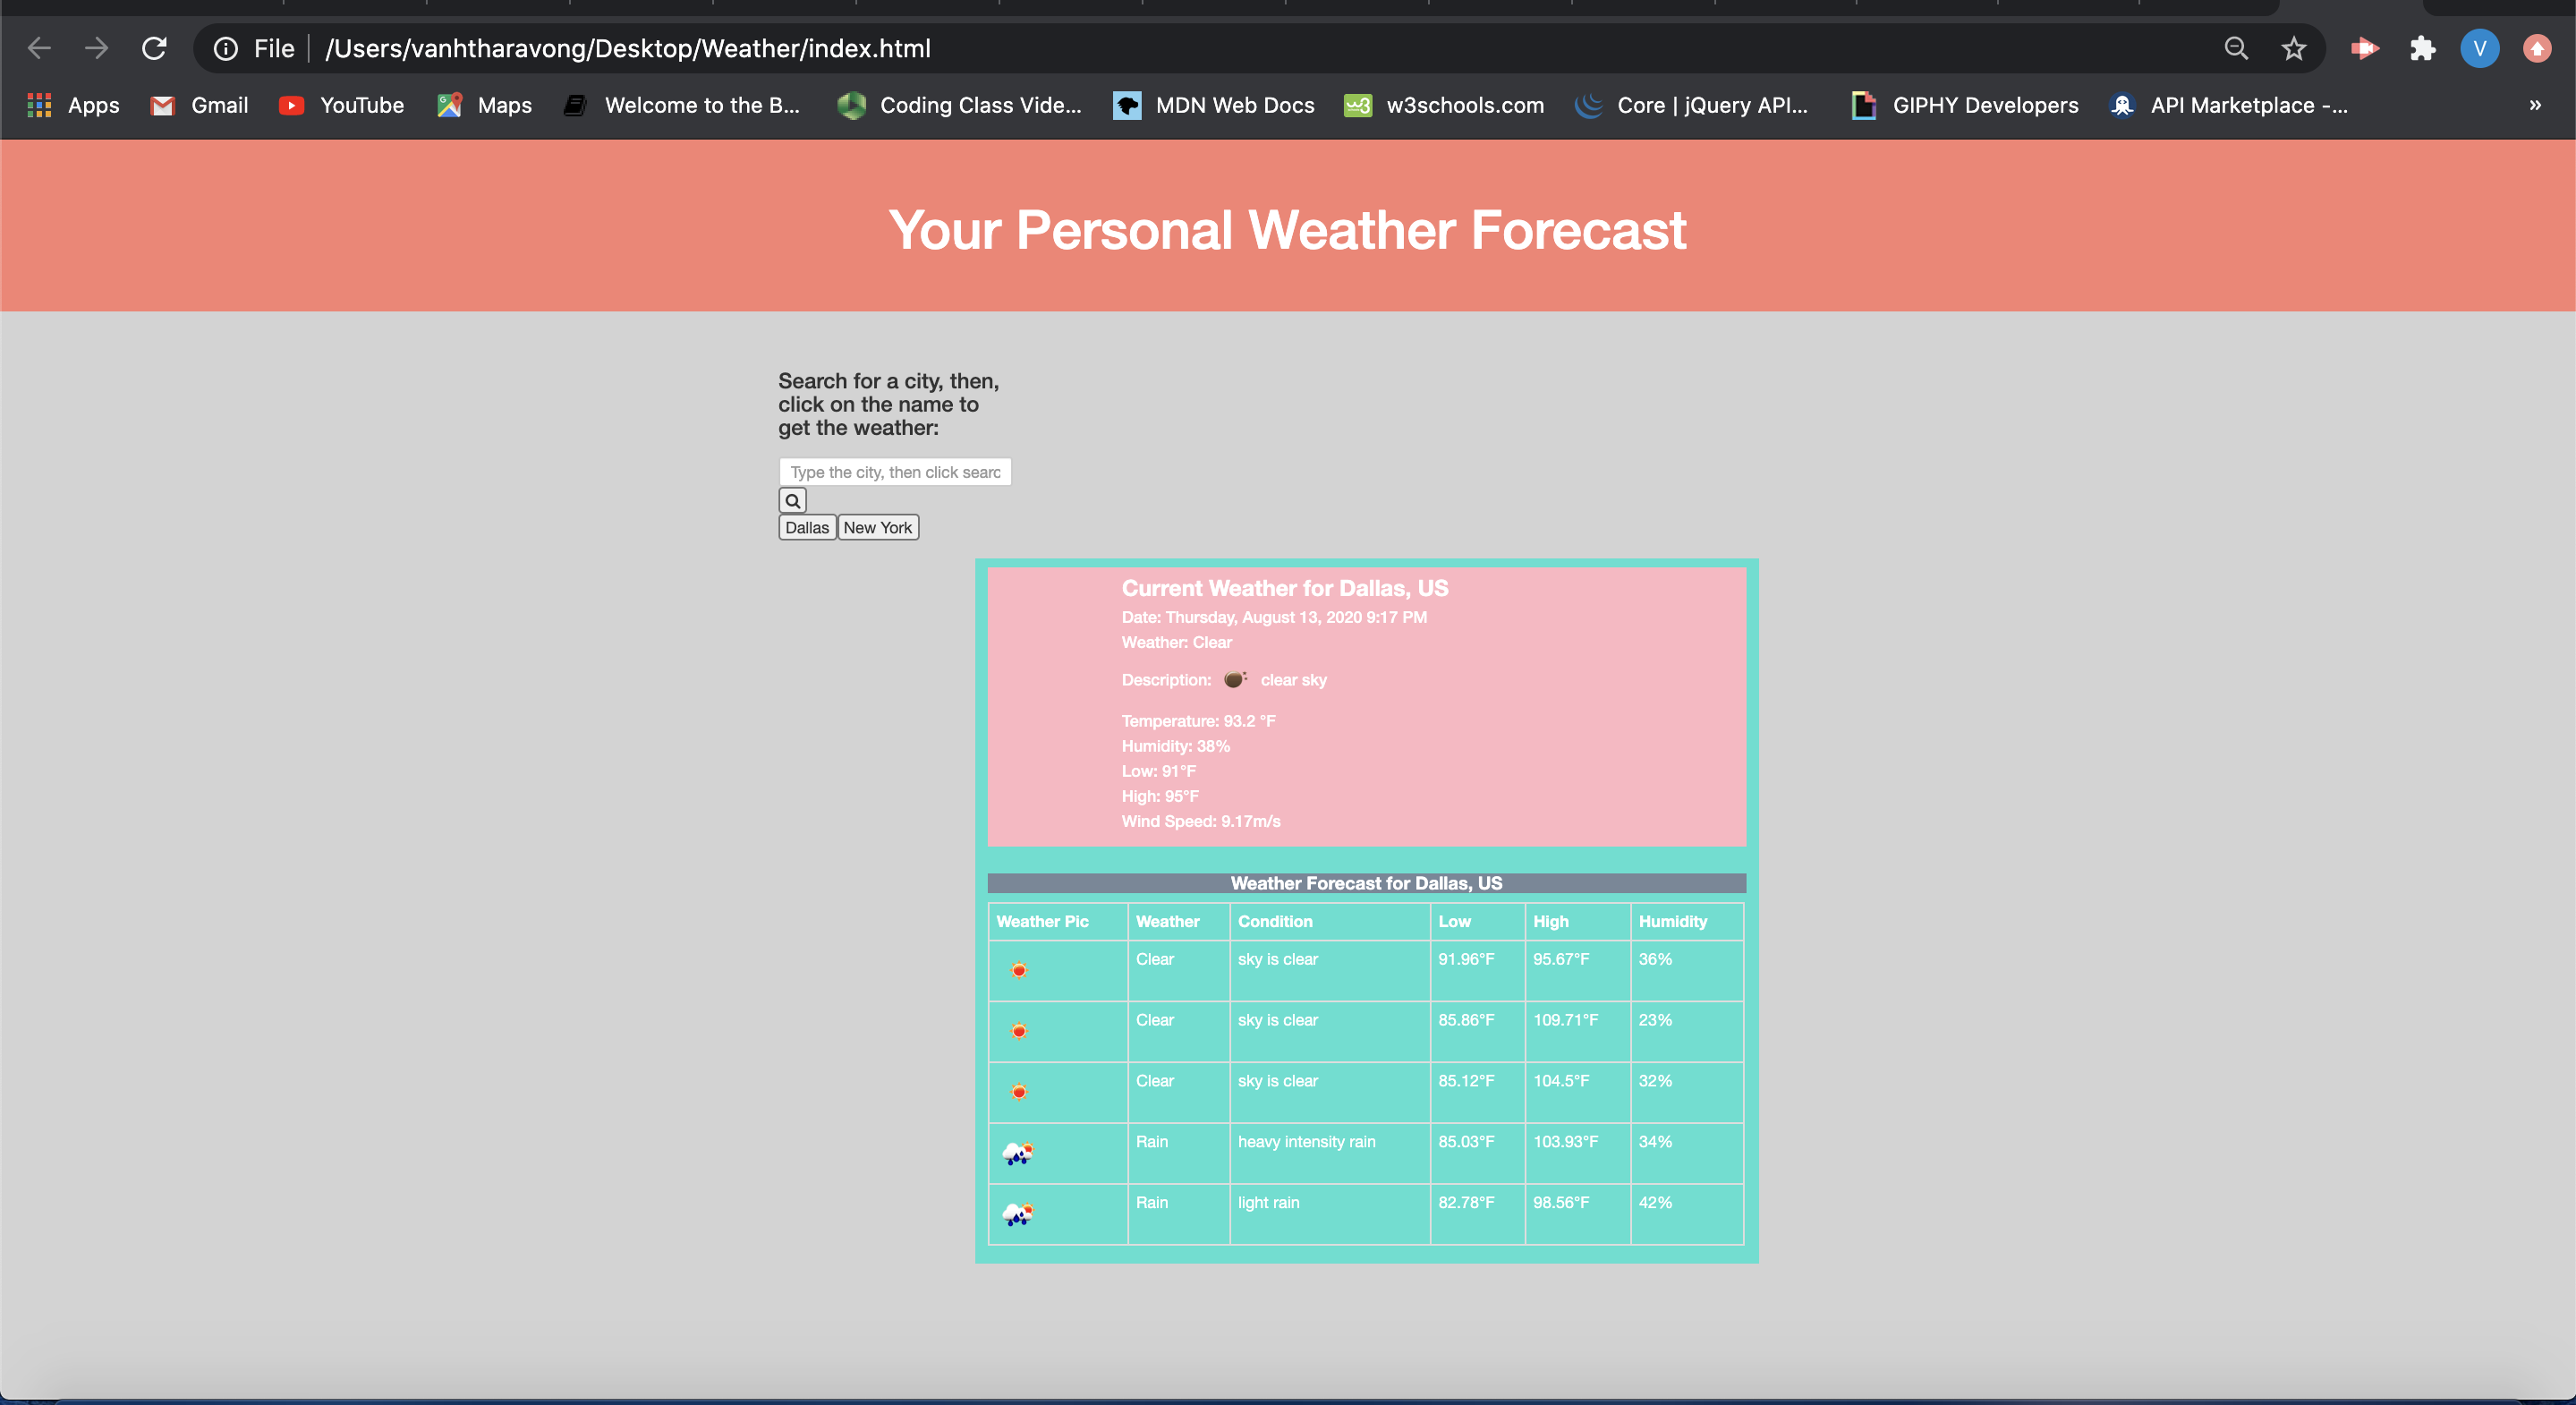 File /Users/vanhtharavong/Desktop/Weather/index.html V
Apps Gmail YouTube Maps Welcome to the B... Coding Class Vide... MDN Web Docs w3schools.com Core | jQuery API... GIPHY Developers API Marketplace -... »
Your Personal Weather Forecast
Search for a city, then,
click on the name to
get the weather:
Type the city, then click searc
Dallas New York
Current Weather for Dallas, US
Date: Thursday, August 13, 2020 9:17 PM
Weather: Clear
Description: clear sky
Temperature: 93.2 °F
Humidity: 38%
Low: 91°F
High: 95°F
Wind Speed: 9.17m/s
Weather Forecast for Dallas, US
Weather Pic Weather Condition Low High Humidity
Clear sky is clear 91.96°F 95.67°F 36%
Clear sky is clear 85.86°F 109.71°F 23%
Clear sky is clear 85.12°F 104.5°F 32%
Rain heavy intensity rain 85.03°F 103.93°F 34%
Rain light rain 82.78°F 98.56°F 42%